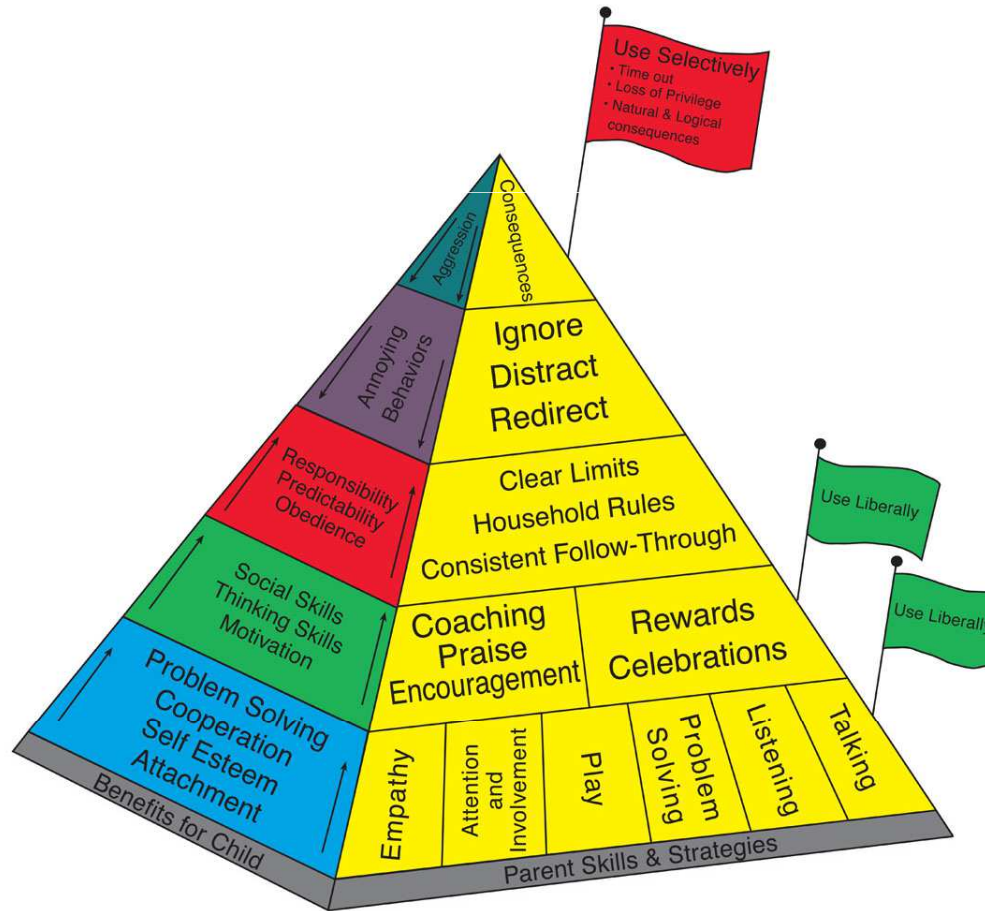 Use Selectively
• Time out
• Loss of Privilege
• Natural & Logical
consequences
Aggression
Consequences
Annoying
Behaviors
Ignore
Distract
Redirect
Responsibility
Predictability
Obedience
Clear Limits
Household Rules
Consistent Follow-Through
Use Liberally
Social Skills
Thinking Skills
Motivation
Coaching
Praise
Encouragement
Rewards
Celebrations
Use Liberally
Problem Solving
Cooperation
Self Esteem
Attachment
Empathy
Attention
and
Involvement
Play
Problem
Solving
Listening
Talking
Benefits for Child
Parent Skills & Strategies